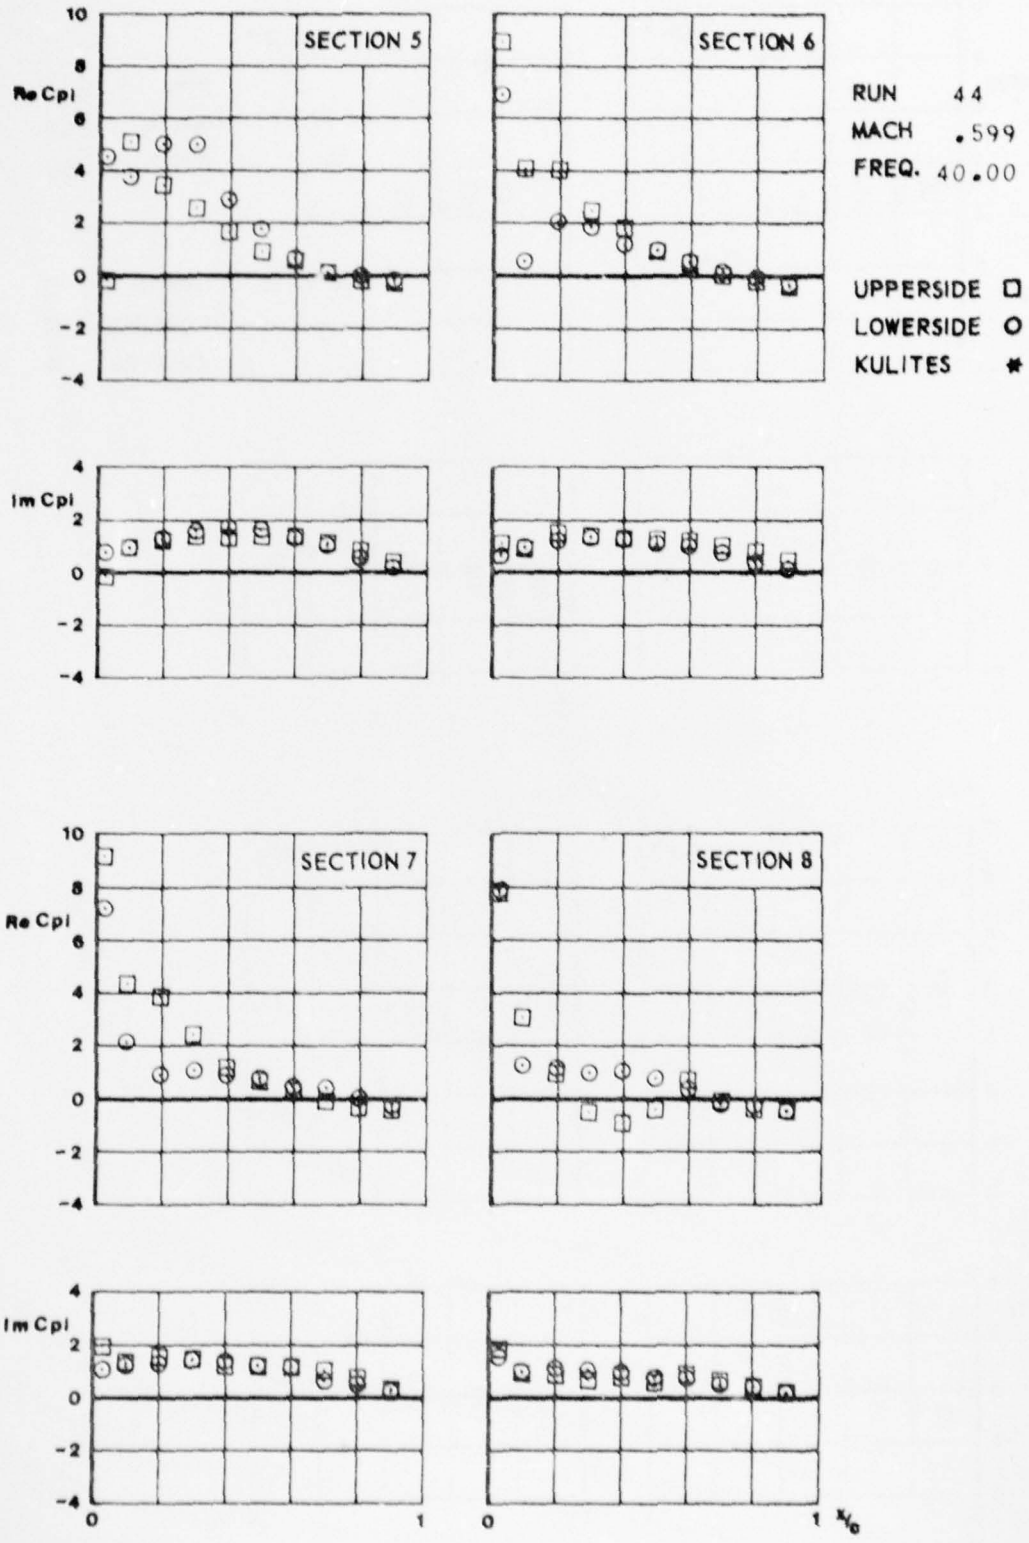 SECTION 5
10
8
Re Cpi
6
4
2
0
-2
-4
SECTION 6
RUN 44
MACH .599
FREQ. 40.00
UPPERSIDE
LOWERSIDE
KULITES
4
Im Cpi
2
0
-2
-4
SECTION 7
10
8
Re Cpi
6
4
2
0
-2
-4
SECTION 8
4
Im Cpi
2
0
-2
-4
0 1
0 1 x/c